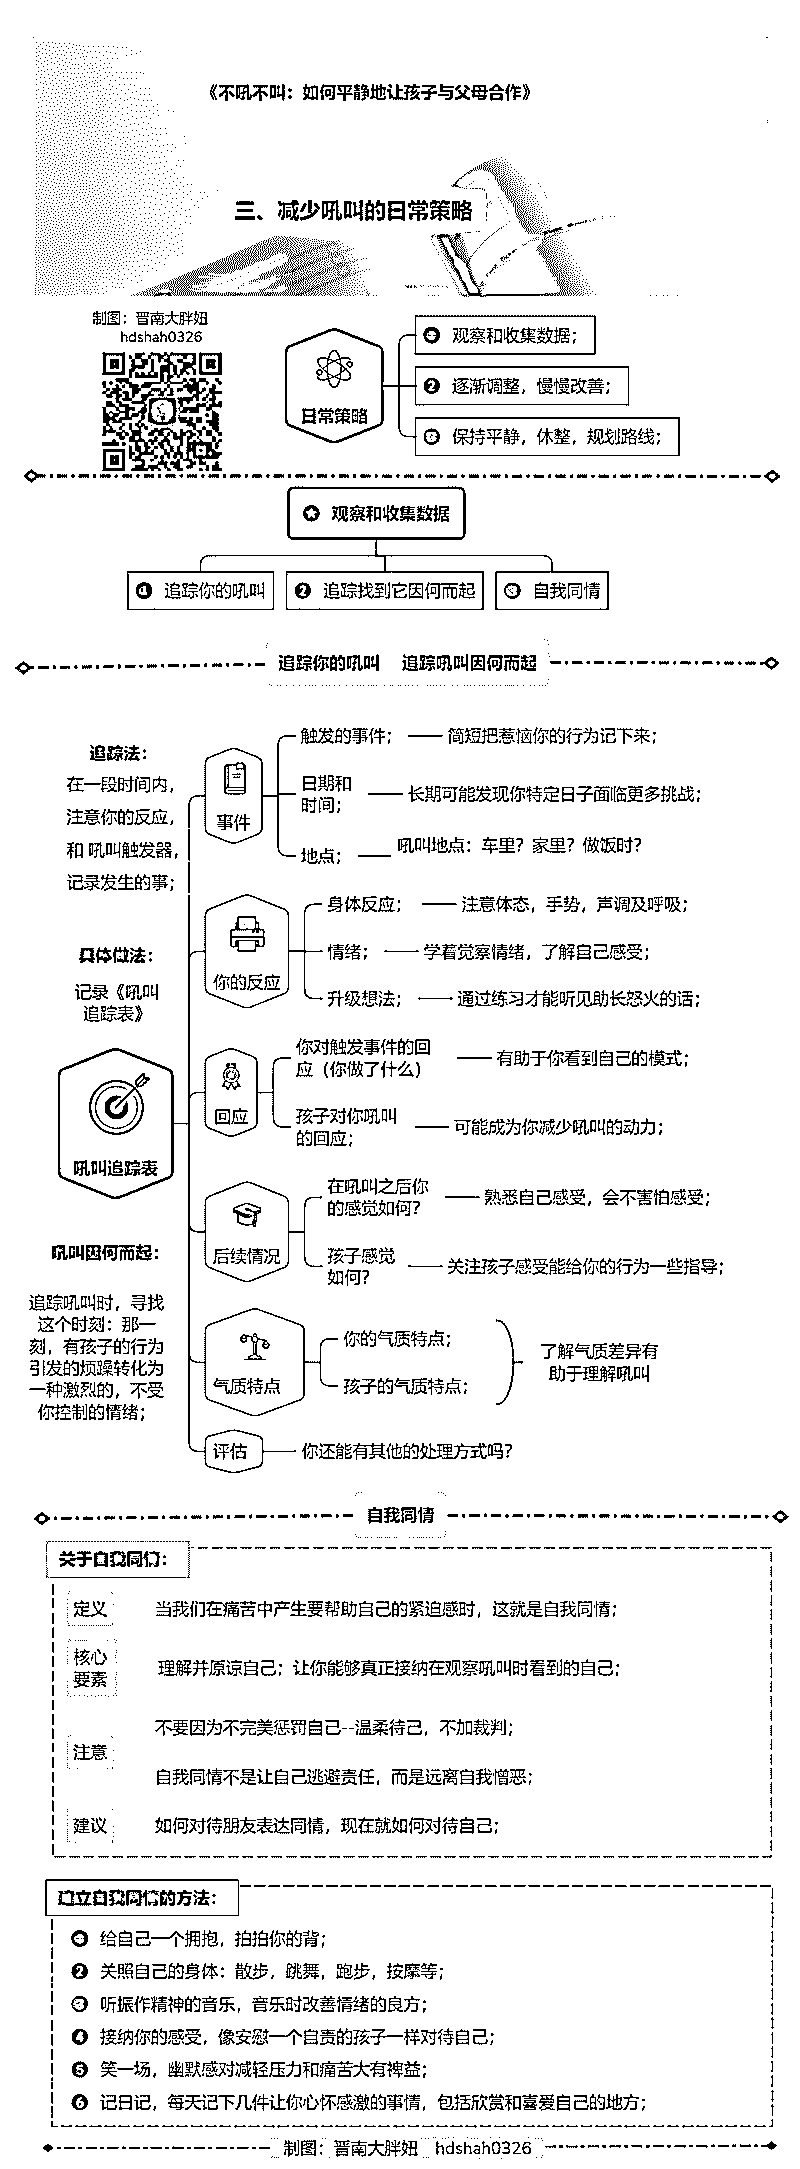 《不吼不叫：如何平静地让孩子与父母合作》
三、减少吼叫的日常策略
制图：晋南大胖妞
hdshah0326
日常策略
观察和收集数据；
2 逐渐调整，慢慢改善；
保持平静，休整，规划路线；
观察和收集数据
1 追踪你的吼叫
2 追踪找到它因何而起
自我同情
追踪你的吼叫 追踪吼叫因何而起
追踪法：
在一段时间内，
注意你的反应，
和 吼叫触发器，
记录发生的事；
具体做法：
记录《吼叫
追踪表》
吼叫追踪表
吼叫因何而起：
追踪吼叫时，寻找
这个时刻：那一
刻，有孩子的行为
引发的烦躁转化为
一种激烈的，不受
你控制的情绪；
事件
触发的事件；
简短把惹恼你的行为记下来；
日期和
时间；
长期可能发现你特定日子面临更多挑战；
地点；
吼叫地点：车里？家里？做饭时？
你的反应
身体反应；
注意体态，手势，声调及呼吸；
情绪；
学着觉察情绪，了解自己感受；
升级想法；
通过练习才能听见助长怒火的话；
回应
你对触发事件的回
应（你做了什么）
有助于你看到自己的模式；
孩子对你吼叫
的回应；
可能成为你减少吼叫的动力；
后续情况
在吼叫之后你
的感觉如何？
熟悉自己感受，会不害怕感受；
孩子感觉
如何？
关注孩子感受能给你的行为一些指导；
气质特点
你的气质特点；
孩子的气质特点；
了解气质差异有
助于理解吼叫
评估
你还能有其他的处理方式吗？
自我同情
关于自我同情：
定义
当我们在痛苦中产生要帮助自己的紧迫感时，这就是自我同情；
核心
要素
理解并原谅自己；让你能够真正接纳在观察吼叫时看到的自己；
注意
不要因为不完美惩罚自己--温柔待己，不加裁判；
自我同情不是让自己逃避责任，而是远离自我憎恶；
建议
如何对待朋友表达同情，现在就如何对待自己；
建立自我同情的方法：
给自己一个拥抱，拍拍你的背；
2 关照自己的身体：散步，跳舞，跑步，按摩等；
听振作精神的音乐，音乐时改善情绪的良方；
4 接纳你的感受，像安慰一个自责的孩子一样对待自己；
5 笑一场，幽默感对减轻压力和痛苦大有裨益；
6 记日记，每天记下几件让你心怀感激的事情，包括欣赏和喜爱自己的地方；
制图：晋南大胖妞 hdshah0326